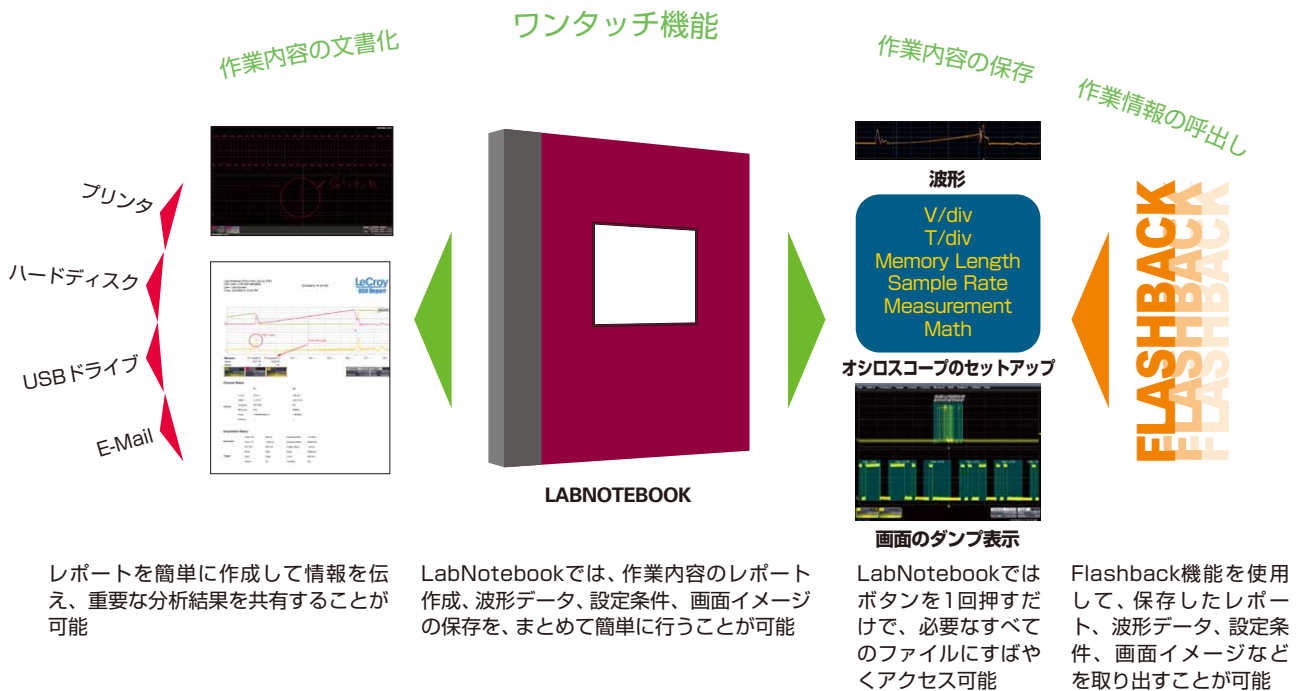 ワンタッチ機能
作業内容の文書化
作業内容の保存
作業情報の呼出し
プリンタ
ハードディスク
USBドライブ
E-Mail
Glitch
LeCroy
波形
V/div
T/div
Memory Length
Sample Rate
Measurement
Math
オシロスコープのセットアップ
画面のダンプ表示
LABNOTEBOOK
FLASHBACK
FLASHBACK
FLASHBACK
レポートを簡単に作成して情報を伝
え、重要な分析結果を共有することが
可能
LabNotebookでは、作業内容のレポート
作成、波形データ、設定条件、画面イメージ
の保存を、まとめて簡単に行うことが可能
LabNotebookでは
ボタンを1回押すだ
けで、必要なすべて
のファイルにすばや
くアクセス可能
Flashback機能を使用
して、保存したレポー
ト、波形データ、設定条
件、画面イメージなど
を取り出すことが可能